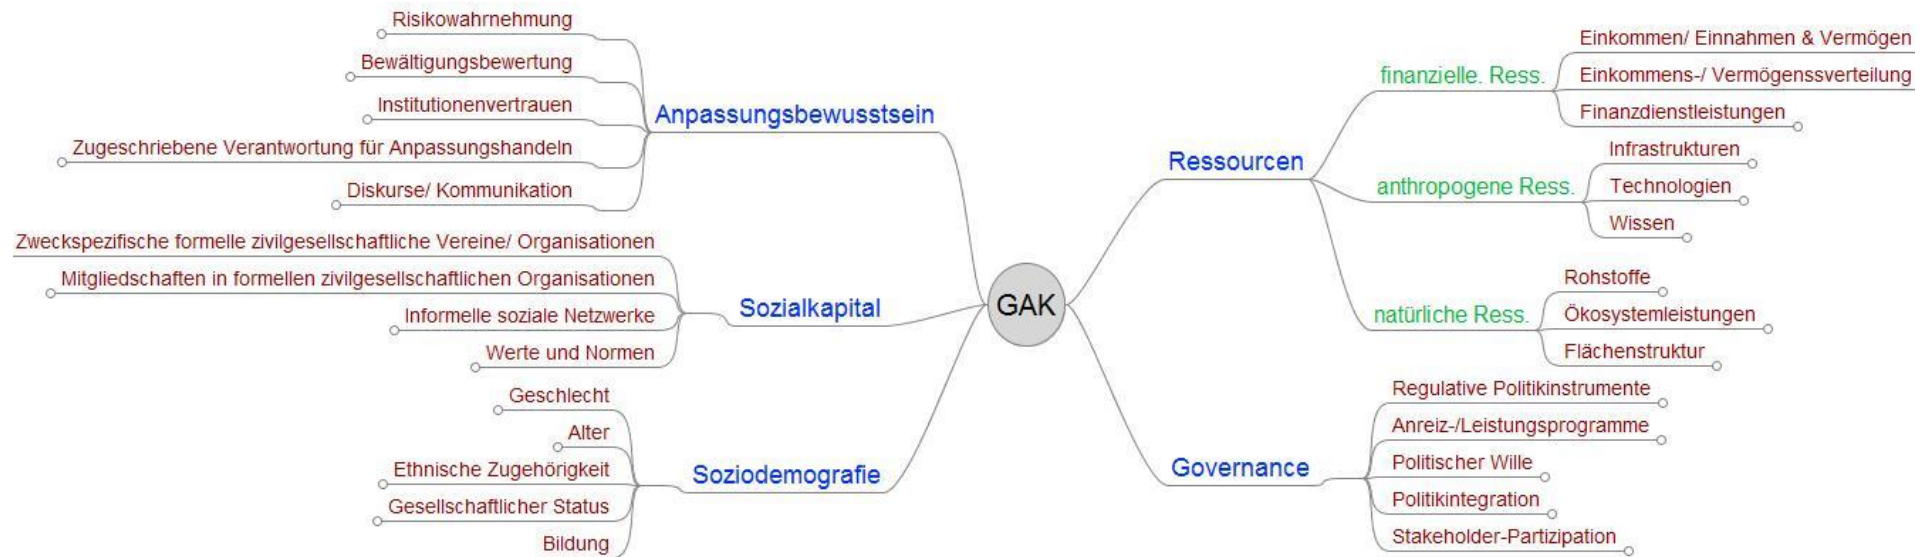 Risikowahrnehmung
Bewältigungsbewertung
Institutionenvertrauen
Zugeschriebene Verantwortung für Anpassungshandeln
Diskurse/ Kommunikation
Anpassungsbewusstsein
Zweckspezifische formelle zivilgesellschaftliche Vereine/ Organisationen
Mitgliedschaften in formellen zivilgesellschaftlichen Organisationen
Informelle soziale Netzwerke
Werte und Normen
Sozialkapital
Geschlecht
Alter
Ethnische Zugehörigkeit
Gesellschaftlicher Status
Bildung
Soziodemografie
GAK
Ressourcen
finanzielle. Ress.
Einkommen/ Einnahmen & Vermögen
Einkommens-/ Vermögenssverteilung
Finanzdienstleistungen
anthropogene Ress.
Infrastrukturen
Technologien
Wissen
natürliche Ress.
Rohstoffe
Ökosystemleistungen
Flächenstruktur
Governance
Regulative Politikinstrumente
Anreiz-/Leistungsprogramme
Politischer Wille
Politikintegration
Stakeholder-Partizipation